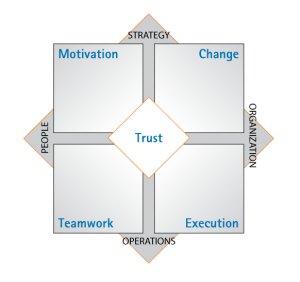 STRATEGY
Motivation
Change
PEOPLE
Trust
ORGANIZATION
Teamwork
Execution
OPERATIONS